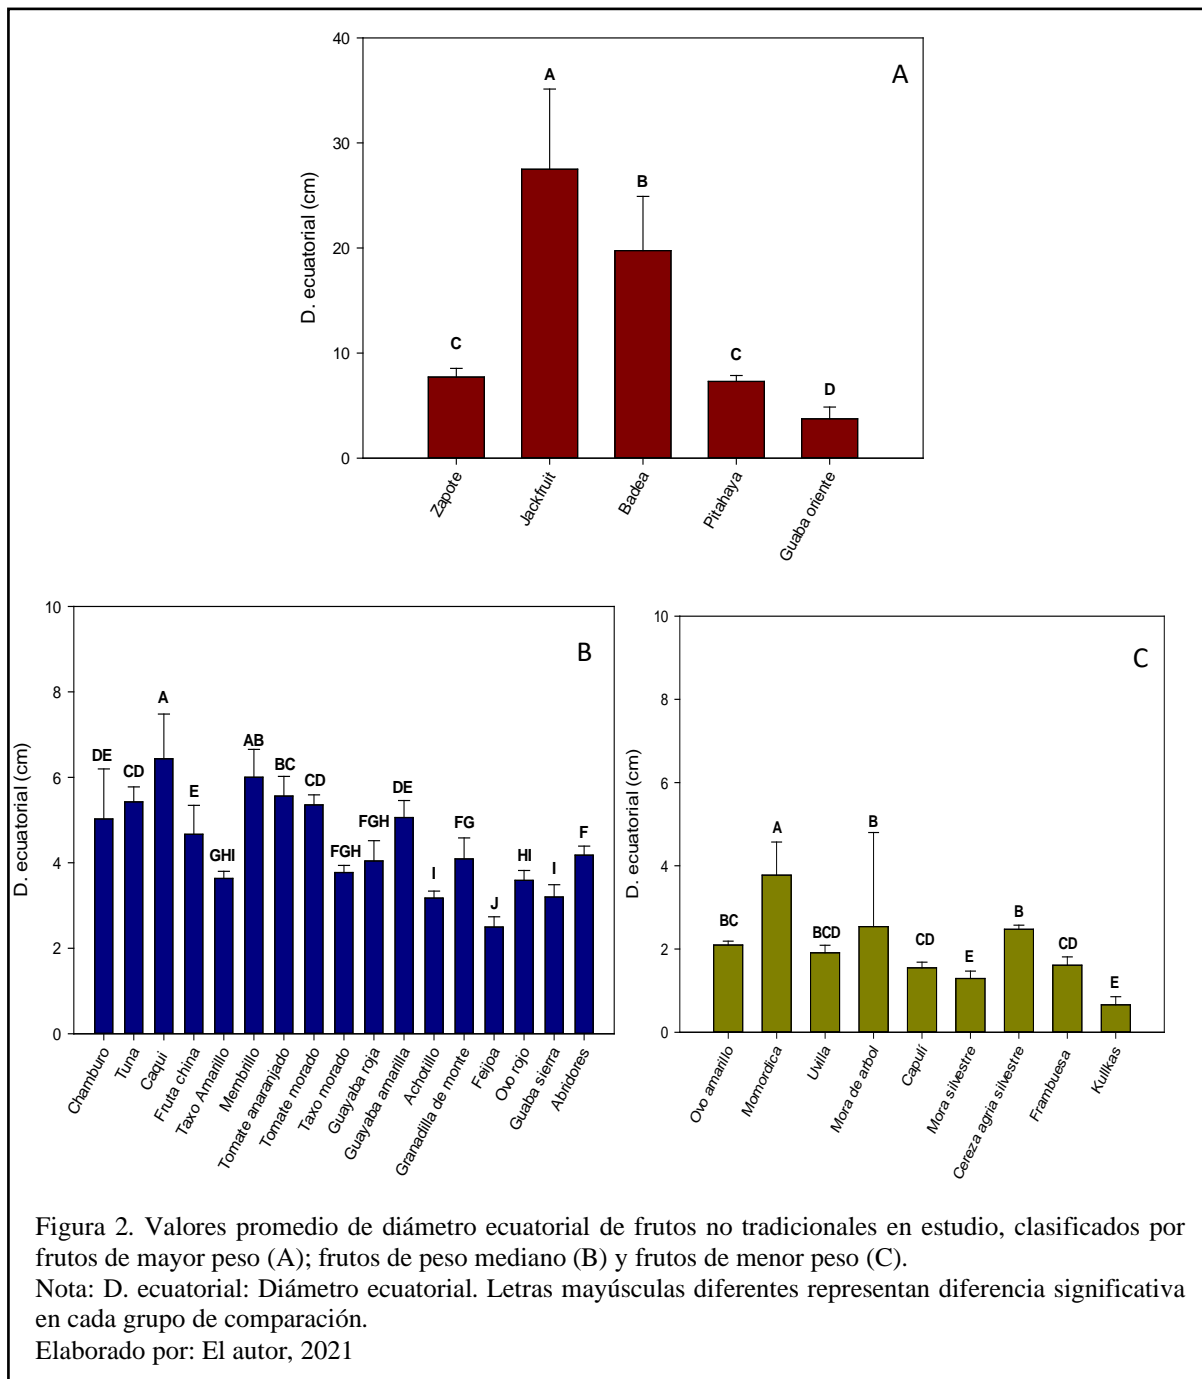 A
D. ecuatorial (cm)
40
30
20
10
0
A
B
C
C
D
Zapote
Jackfruit
Badea
Pitahaya
Guaba oriente
B
D. ecuatorial (cm)
10
8
6
4
2
0
DE
CD
A
E
GHI
AB
BC
CD
FGH
FGH
DE
I
FG
J
HI
I
F
Chamburo
Tuna
Caqui
Fruta china
Taxo Amarillo
Membrillo
Tomate anaranjado
Tomate morado
Taxo morado
Guayaba roja
Guayaba amarilla
Achotillo
Granadilla de monte
Feijoa
Ovo rojo
Guaba sierra
Abridores
C
D. ecuatorial (cm)
10
8
6
4
2
0
BC
A
BCD
B
CD
E
B
CD
E
Ovo amarillo
Momordica
Uvilla
Mora de arbol
Capulí
Mora silvestre
Cereza agria silvestre
Frambuesa
Kullkas
Figura 2. Valores promedio de diámetro ecuatorial de frutos no tradicionales en estudio, clasificados por
frutos de mayor peso (A); frutos de peso mediano (B) y frutos de menor peso (C).
Nota: D. ecuatorial: Diámetro ecuatorial. Letras mayúsculas diferentes representan diferencia significativa
en cada grupo de comparación.
Elaborado por: El autor, 2021